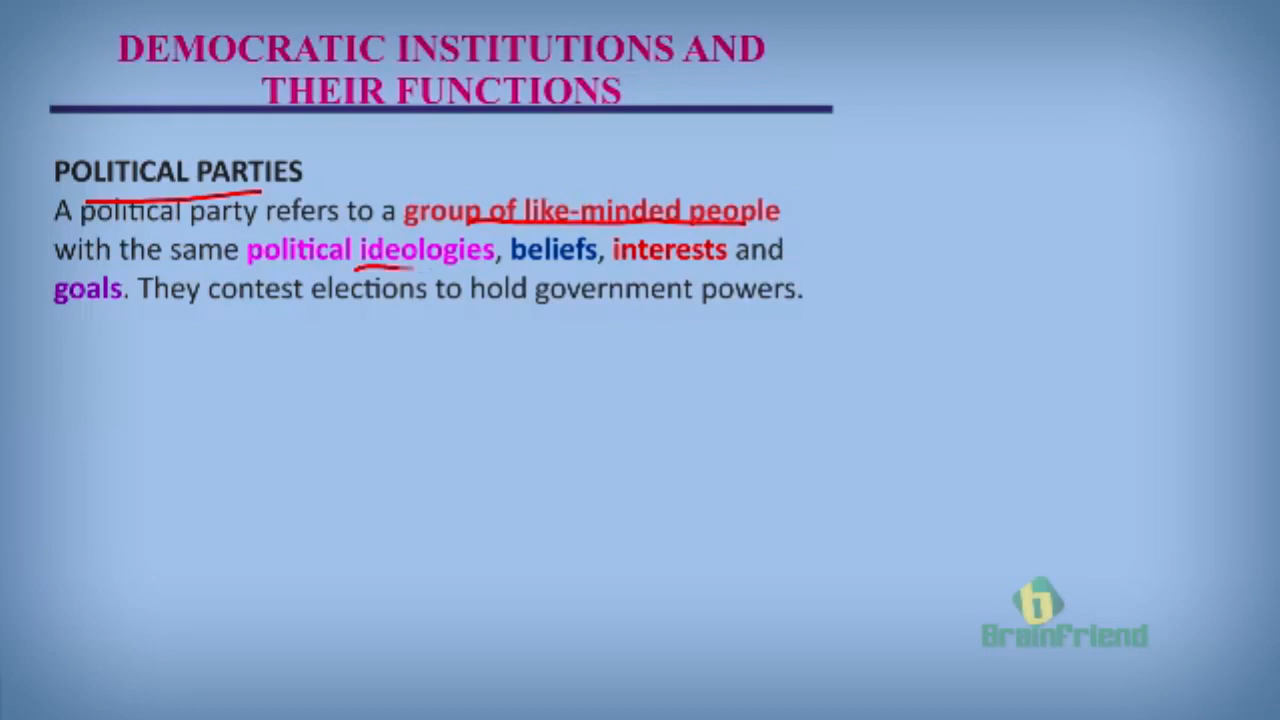 DEMOCRATIC INSTITUTIONS AND
THEIR FUNCTIONS
POLITICAL PARTIES
A political party refers to a group of like-minded people
with the same political ideologies, beliefs, interests and
goals. They contest elections to hold government powers.
b
BrainFriend